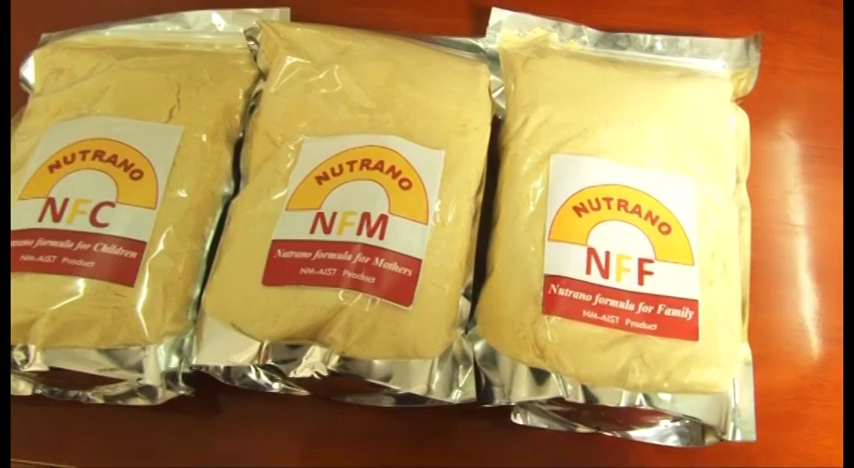 NUTRANO
NFC
formula for Children
NM-AIST Product
NUTRANO
NFM
Nutrano formula for Mothers
NM-AIST Product
NUTRANO
NFF
Nutrano formula for Family
NM-AIST Product